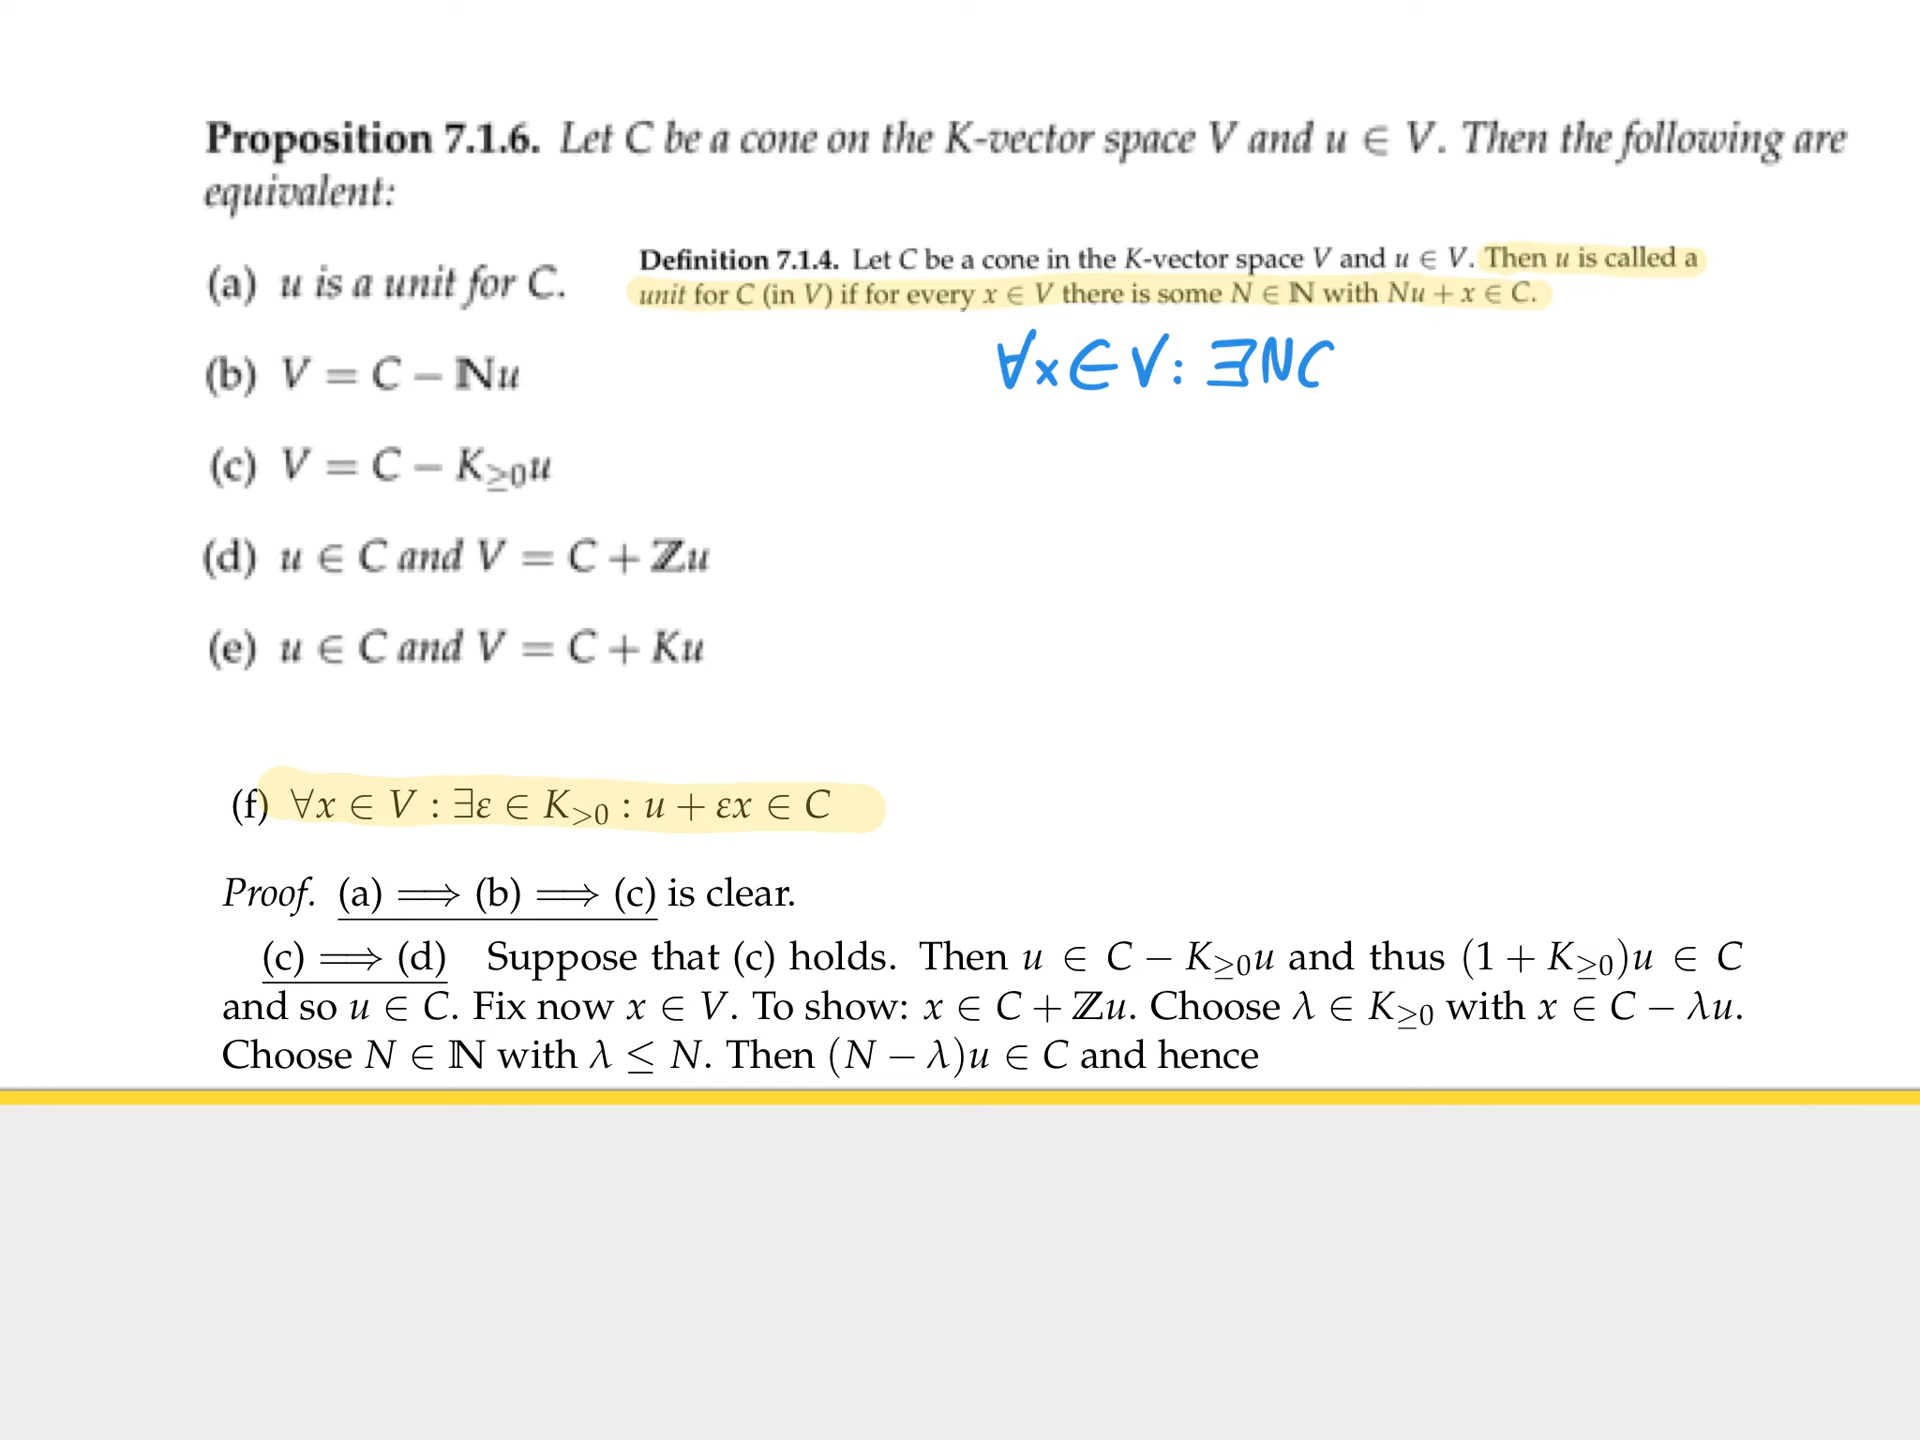 Proposition 7.1.6. Let C be a cone on the K-vector space V and u ∈ V. Then the following are
equivalent:
(a) u is a unit for C.
Definition 7.1.4. Let C be a cone in the K-vector space V and u ∈ V. Then u is called a
unit for C (in V) if for every x ∈ V there is some N ∈ ℕ with Nu + x ∈ C.
∀x∈V: ∃NC
(b) V = C − ℕu
(c) V = C − K≥0u
(d) u ∈ C and V = C + ℤu
(e) u ∈ C and V = C + Ku
(f) ∀x ∈ V : ∃ε ∈ K>0 : u + εx ∈ C
Proof. (a) ⟹ (b) ⟹ (c) is clear.
(c) ⟹ (d) Suppose that (c) holds. Then u ∈ C − K≥0u and thus (1 + K≥0)u ∈ C
and so u ∈ C. Fix now x ∈ V. To show: x ∈ C + ℤu. Choose λ ∈ K≥0 with x ∈ C − λu.
Choose N ∈ ℕ with λ ≤ N. Then (N − λ)u ∈ C and hence